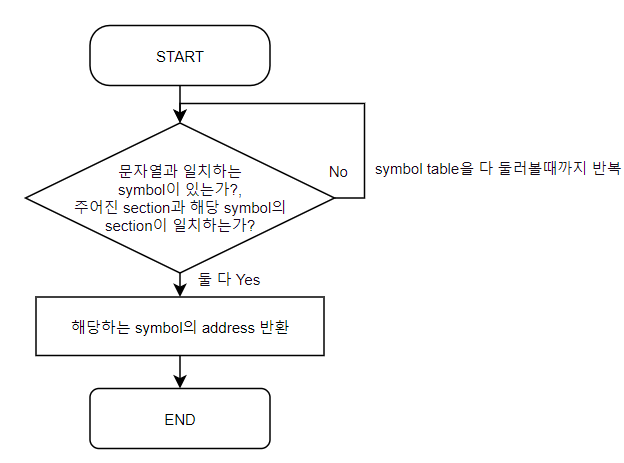 START
문자열과 일치하는
symbol이 있는가?,
주어진 section과 해당 symbol의
section이 일치하는가?
No
symbol table을 다 둘러볼때까지 반복
둘 다 Yes
해당하는 symbol의 address 반환
END